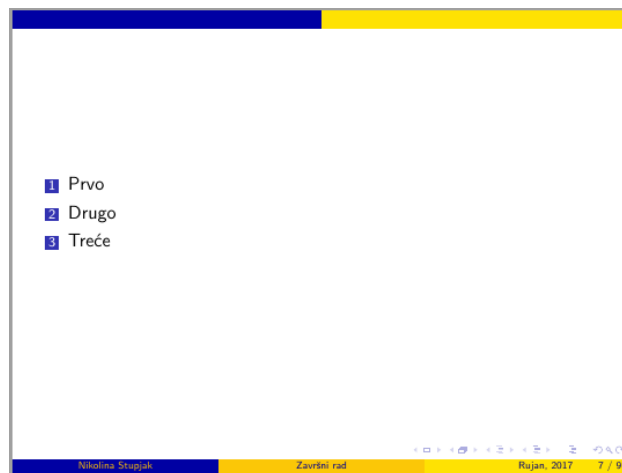 1 Prvo
2 Drugo
3 Treće
Nikolina Stupjak Završni rad Rujan, 2017 7 / 9